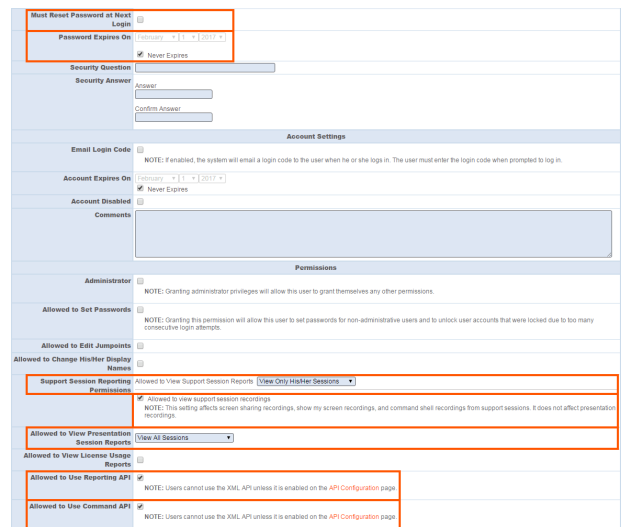 Must Reset Password at Next
Login
Password Expires On February 1 2017
Never Expires
Security Question
Security Answer
Answer
Confirm Answer
Account Settings
Email Login Code
NOTE: If enabled, the system will email a login code to the user when he or she logs in. The user must enter the login code when prompted to log in.
Account Expires On February 1 2017
Never Expires
Account Disabled
Comments
Permissions
Administrator
NOTE: Granting administrator privileges will allow this user to grant themselves any other permissions.
Allowed to Set Passwords
NOTE: Granting this permission will allow this user to set passwords for non-administrative users and to unlock user accounts that were locked due to too many
consecutive login attempts.
Allowed to Edit Jumpoints
Allowed to Change His/Her Display
Names
Support Session Reporting
Permissions
Allowed to View Support Session Reports View Only His/Her Sessions
Allowed to view support session recordings
NOTE: This setting affects screen sharing recordings, show my screen recordings, and command shell recordings from support sessions. It does not affect presentation
recordings.
Allowed to View Presentation
Session Reports
View All Sessions
Allowed to View License Usage
Reports
Allowed to Use Reporting API
NOTE: Users cannot use the XML API unless it is enabled on the API Configuration page.
Allowed to Use Command API
NOTE: Users cannot use the XML API unless it is enabled on the API Configuration page.